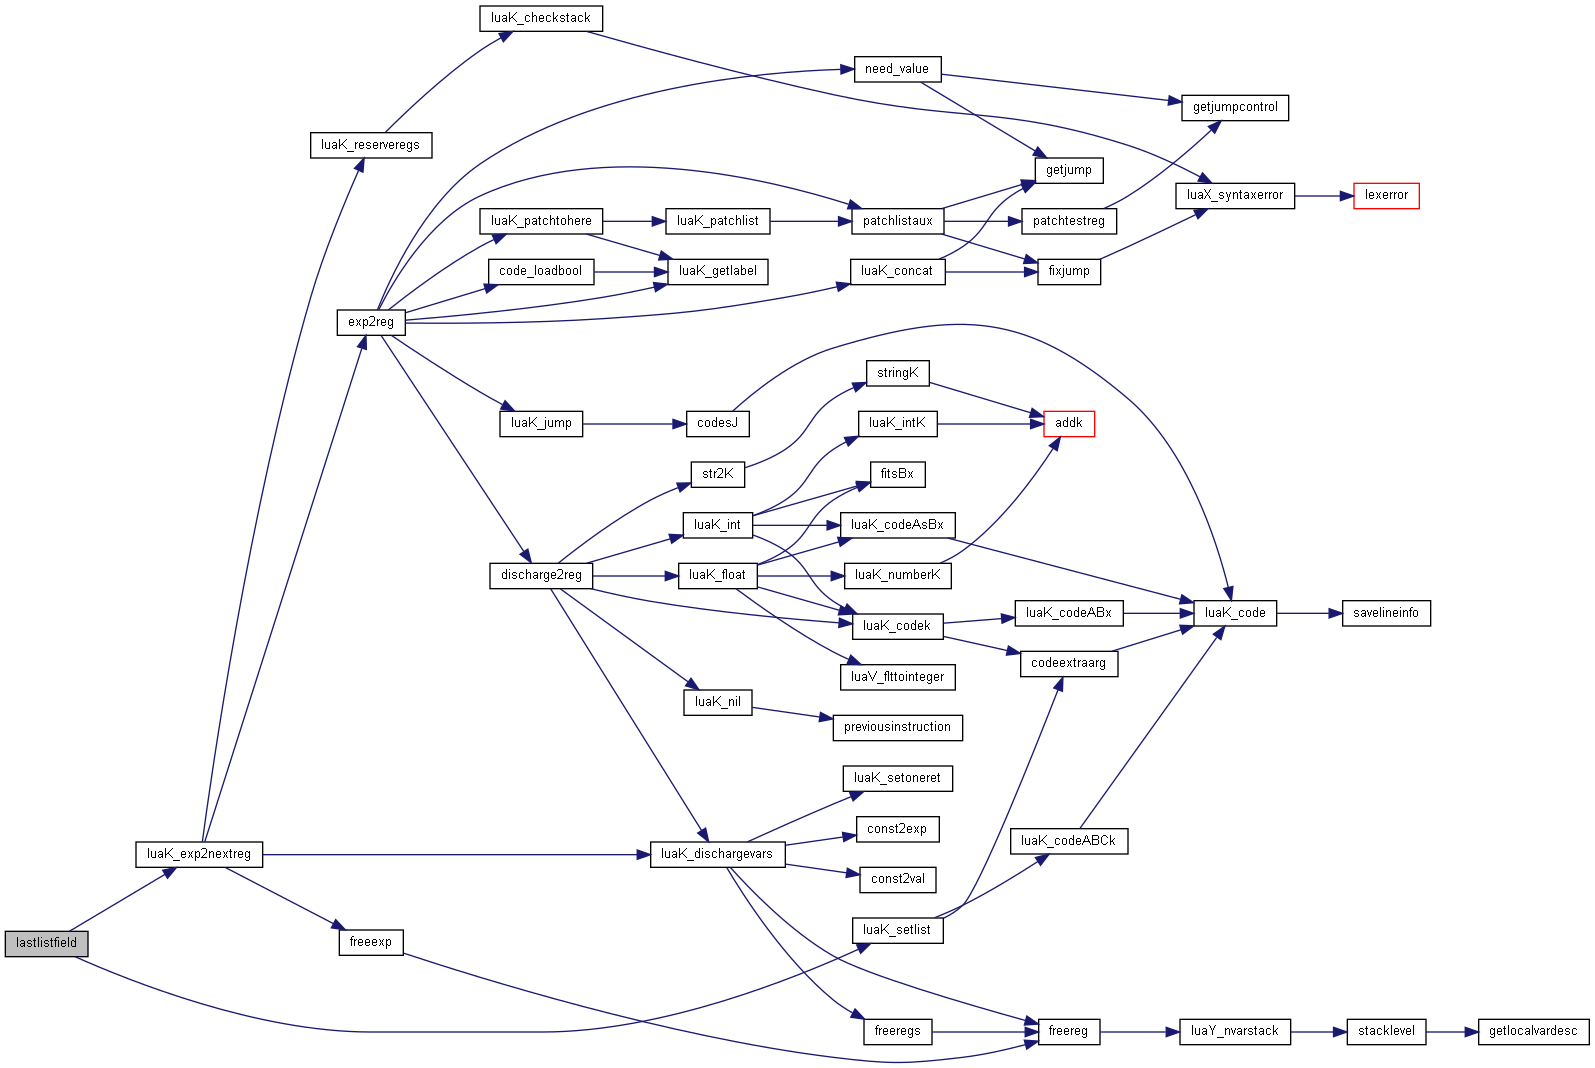 luaK_checkstack
need_value
getjumpcontrol
luaK_reserveregs
getjump
luaX_syntaxerror
lexerror
luaK_patchtohere
luaK_patchlist
patchlistaux
patchtestreg
code_loadbool
luaK_getlabel
luaK_concat
fixjump
exp2reg
stringK
luaK_jump
codesJ
luaK_intK
addk
str2K
fitsBx
luaK_int
luaK_codeAsBx
discharge2reg
luaK_float
luaK_numberK
luaK_codek
luaK_codeABx
luaK_code
savelineinfo
codeextraarg
luaV_flttointeger
luaK_nil
previousinstruction
luaK_setoneret
const2exp
luaK_codeABCk
luaK_exp2nextreg
luaK_dischargevars
const2val
lastlistfield
freeexp
luaK_setlist
freeregs
freereg
luaY_nvarstack
stacklevel
getlocalvardesc